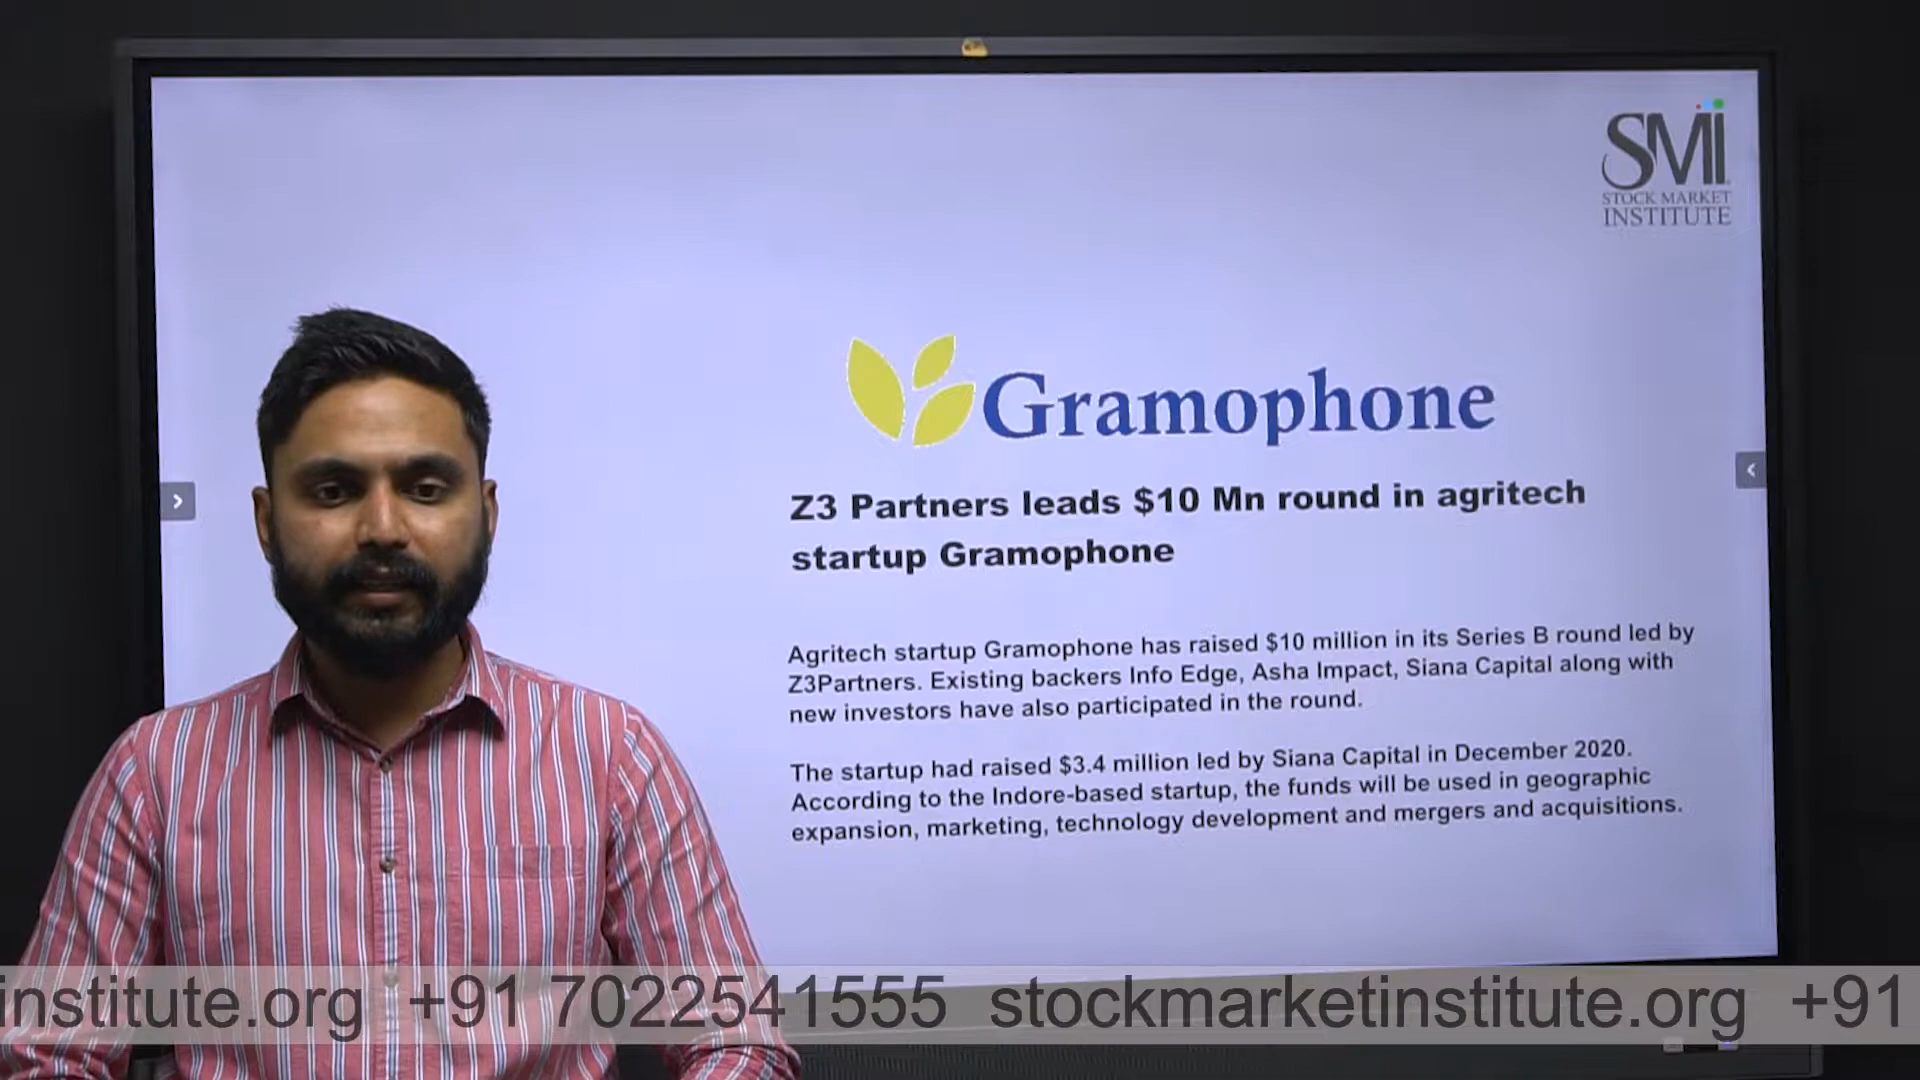 SMI
STOCK MARKET
INSTITUTE
Gramophone
Z3 Partners leads $10 Mn round in agritech
startup Gramophone
Agritech startup Gramophone has raised $10 million in its Series B round led by
Z3Partners. Existing backers Info Edge, Asha Impact, Siana Capital along with
new investors have also participated in the round.
The startup had raised $3.4 million led by Siana Capital in December 2020.
According to the Indore-based startup, the funds will be used in geographic
expansion, marketing, technology development and mergers and acquisitions.
institute.org +91 7022541555 stockmarketinstitute.org +91